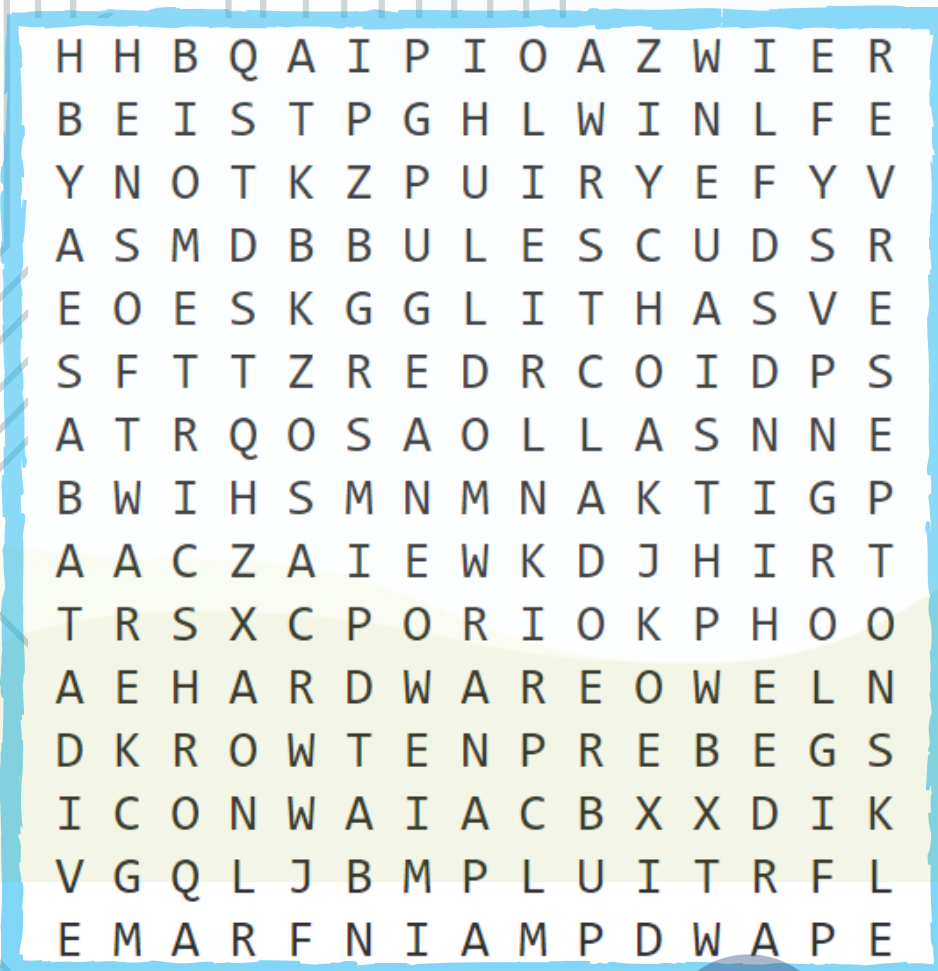 H H B Q A I P I O A Z W I E R
B E I S T P G H L W I N L F E
Y N O T K Z P U I R Y E F Y V
A S M D B B U L E S C U D S R
E O E S K G G L I T H A S V E
S F T T Z R E D R C O I D P S
A T R Q O S A O L L A S N N E
B W I H S M N M N A K T I G P
A A C Z A I E W K D J H I R T
T R S X C P O R I O K P H O O
A E H A R D W A R E O W E L N
D K R O W T E N P R E B E G S
I C O N W A I A C B X X D I K
V G Q L J B M P L U I T R F L
E M A R F N I A M P D W A P E